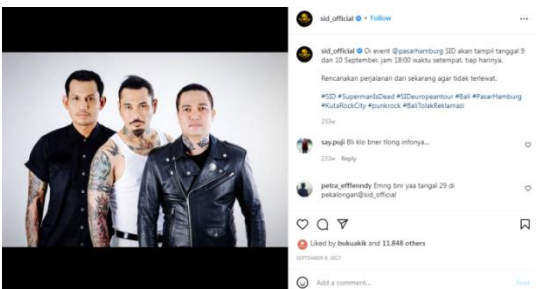 sid_official • Follow
sid_official Di event @pasarhamburg SID akan tampil tanggal 9
dan 10 September. jam 18:00 waktu setempat. tiap harinya.
Rencanakan perjalanan dari sekarang agar tidak terlewat.
#SID #SupermanIsDead #SIDeuropeantour #Bali #PasarHamburg
#KutaRockCity #punkrock #BaliTolakReklamasi
233w
say.puji Bli klo bner tlong infonya...
233w Reply
petra_efffenndy Emng bnr yaa tangal 29 di
pekalongan@sid_official
Liked by bukuakik and 11,848 others
SEPTEMBER 8, 2017
Add a comment...
Post